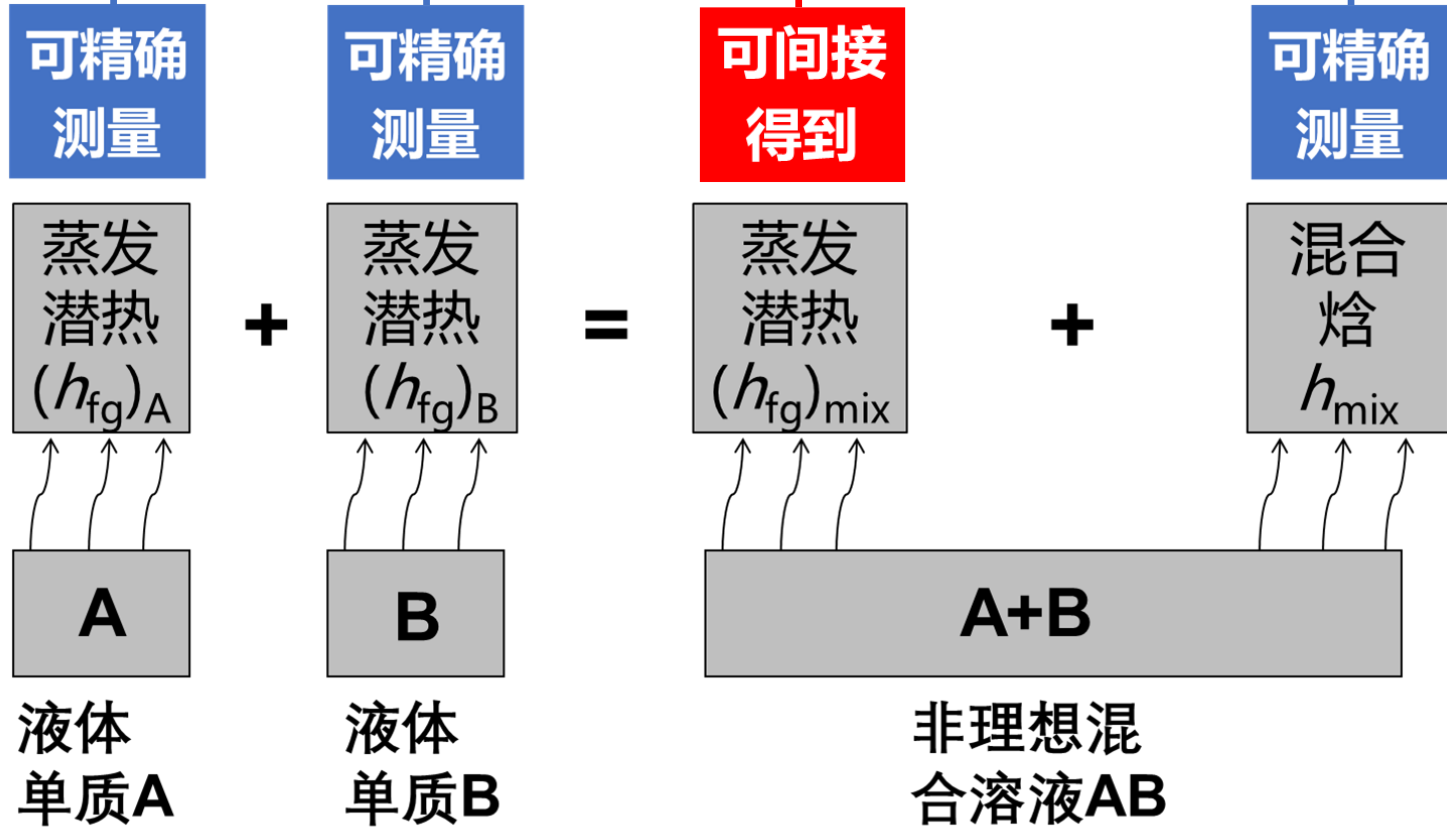 可精确
测量
可精确
测量
可间接
得到
可精确
测量
蒸发
潜热
(hfg)A
+
蒸发
潜热
(hfg)B
=
蒸发
潜热
(hfg)mix
+
混合
焓
hmix
A
B
A+B
液体
单质A
液体
单质B
非理想混
合溶液AB